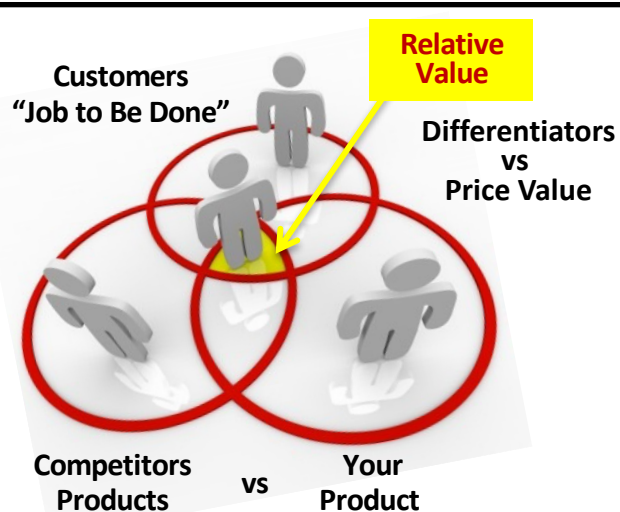 Relative
Value
Customers
“Job to Be Done”
Differentiators
vs
Price Value
Competitors
Products
vs
Your
Product